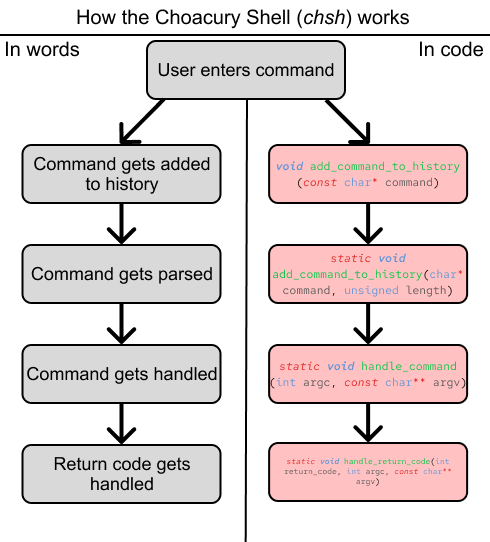 How the Choacury Shell (chsh) works
In words
In code
User enters command
Command gets added
to history
void add_command_to_history
(const char* command)
Command gets parsed
static void
add_command_to_history(char*
command, unsigned length)
Command gets handled
static void handle_command
(int argc, const char** argv)
Return code gets
handled
static void handle_return_code(int
return_code, int argc, const char**
argv)